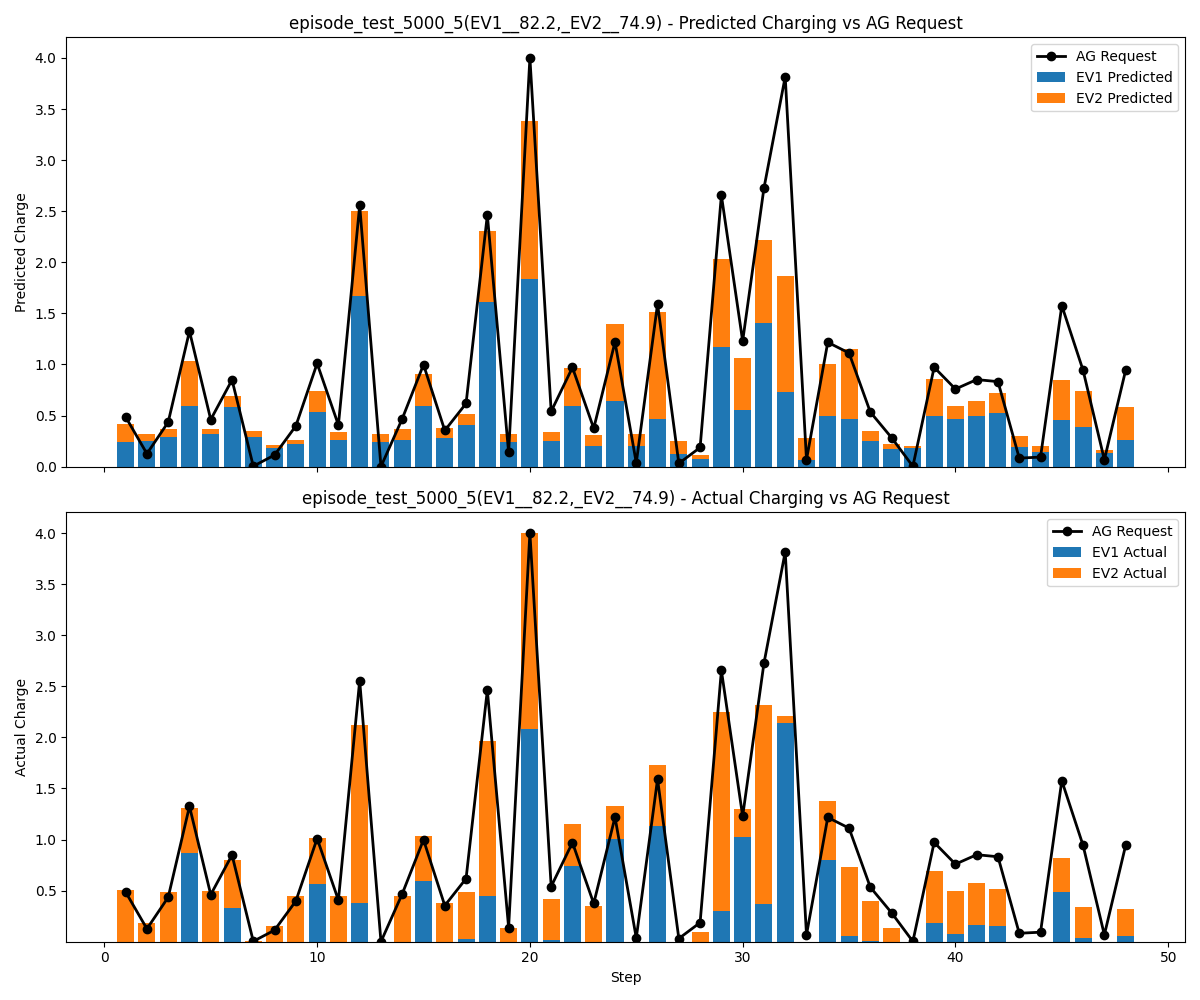 episode_test_5000_5(EV1__82.2,_EV2__74.9) - Predicted Charging vs AG Request
AG Request
EV1 Predicted
EV2 Predicted
Predicted Charge
4.0
3.5
3.0
2.5
2.0
1.5
1.0
0.5
0.0
episode_test_5000_5(EV1__82.2,_EV2__74.9) - Actual Charging vs AG Request
AG Request
EV1 Actual
EV2 Actual
Actual Charge
4.0
3.5
3.0
2.5
2.0
1.5
1.0
0.5
0 10 20 30 40 50
Step